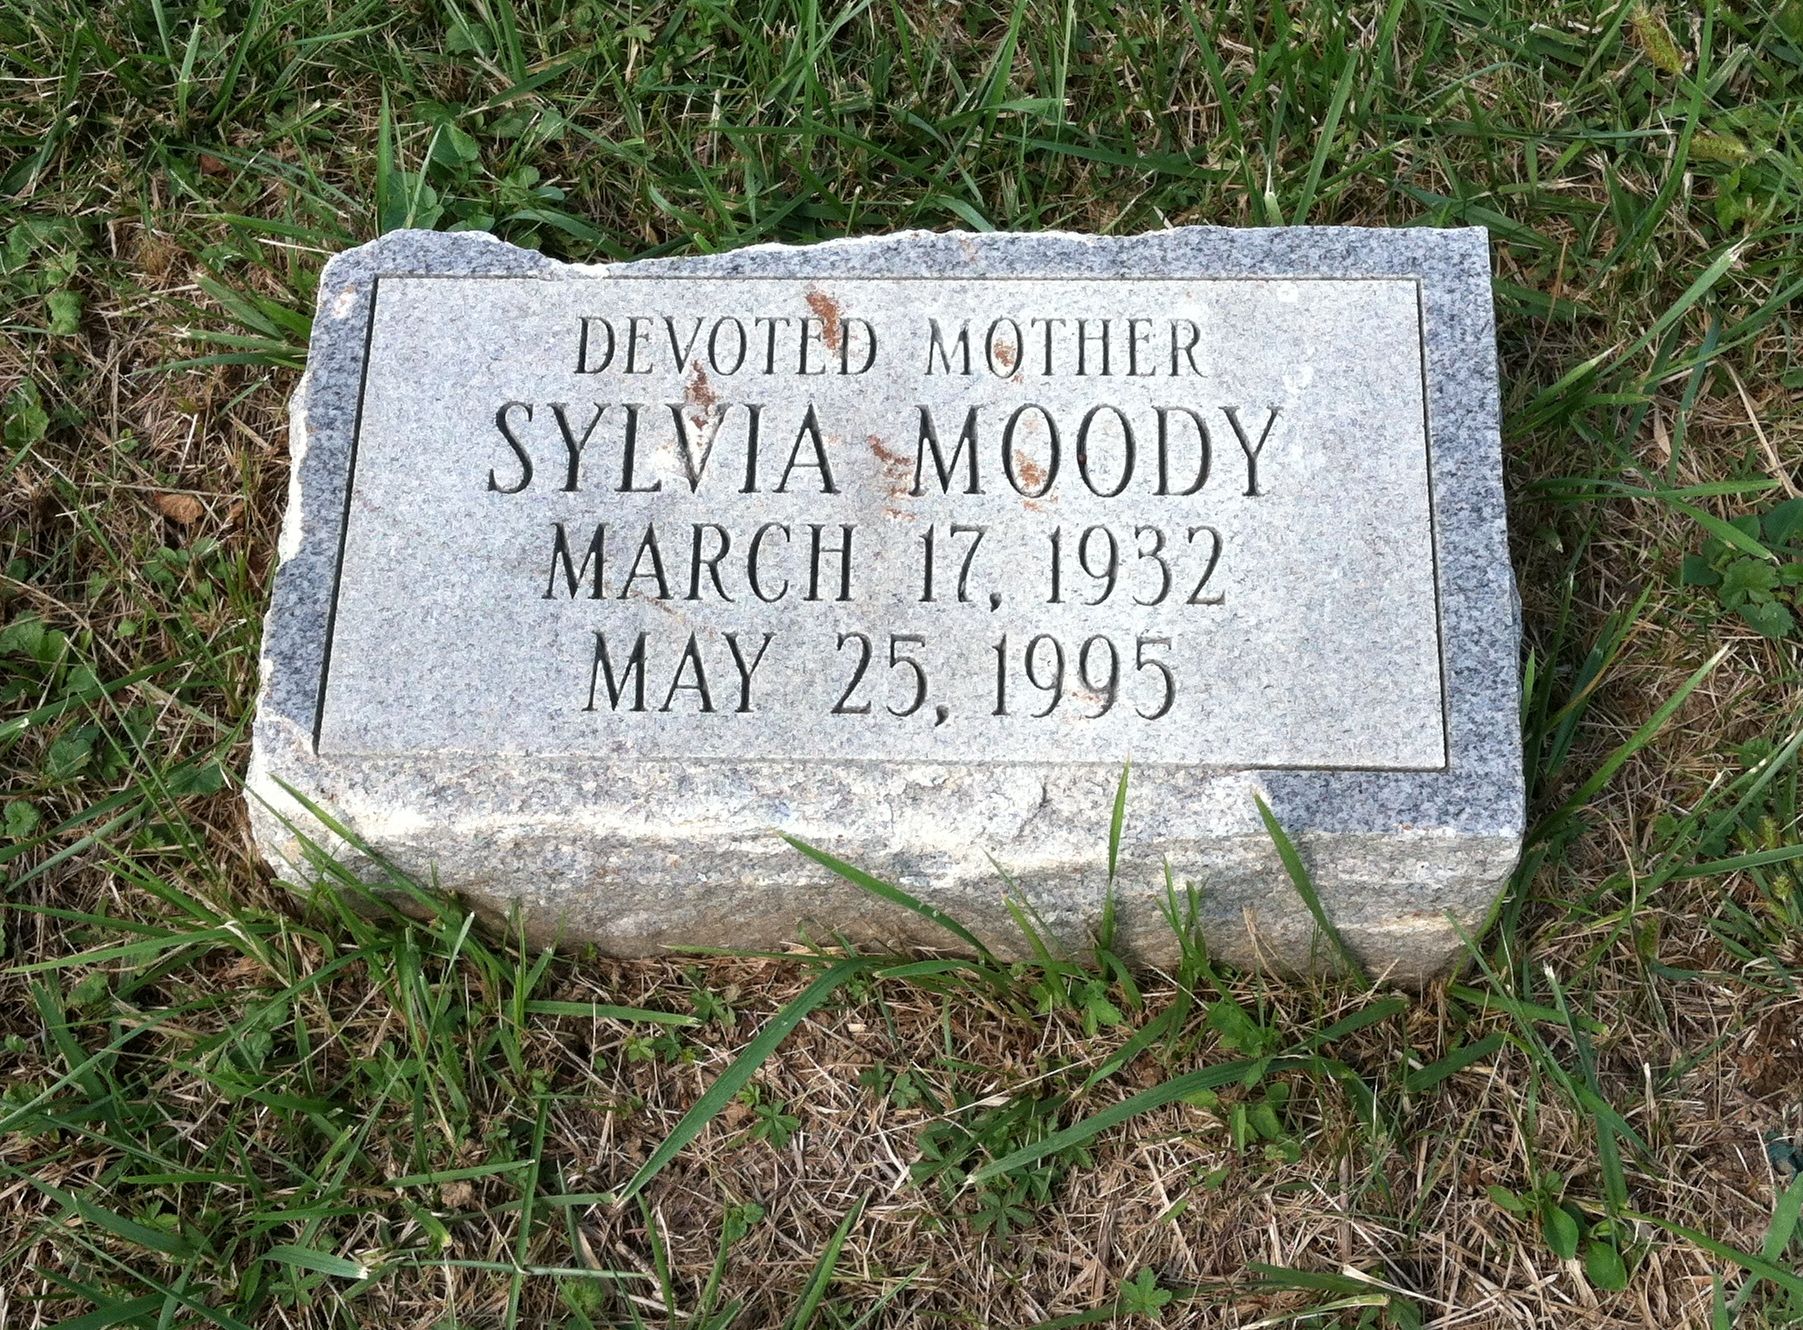 DEVOTED MOTHER
SYLVIA MOODY
MARCH 17, 1932
MAY 25, 1995